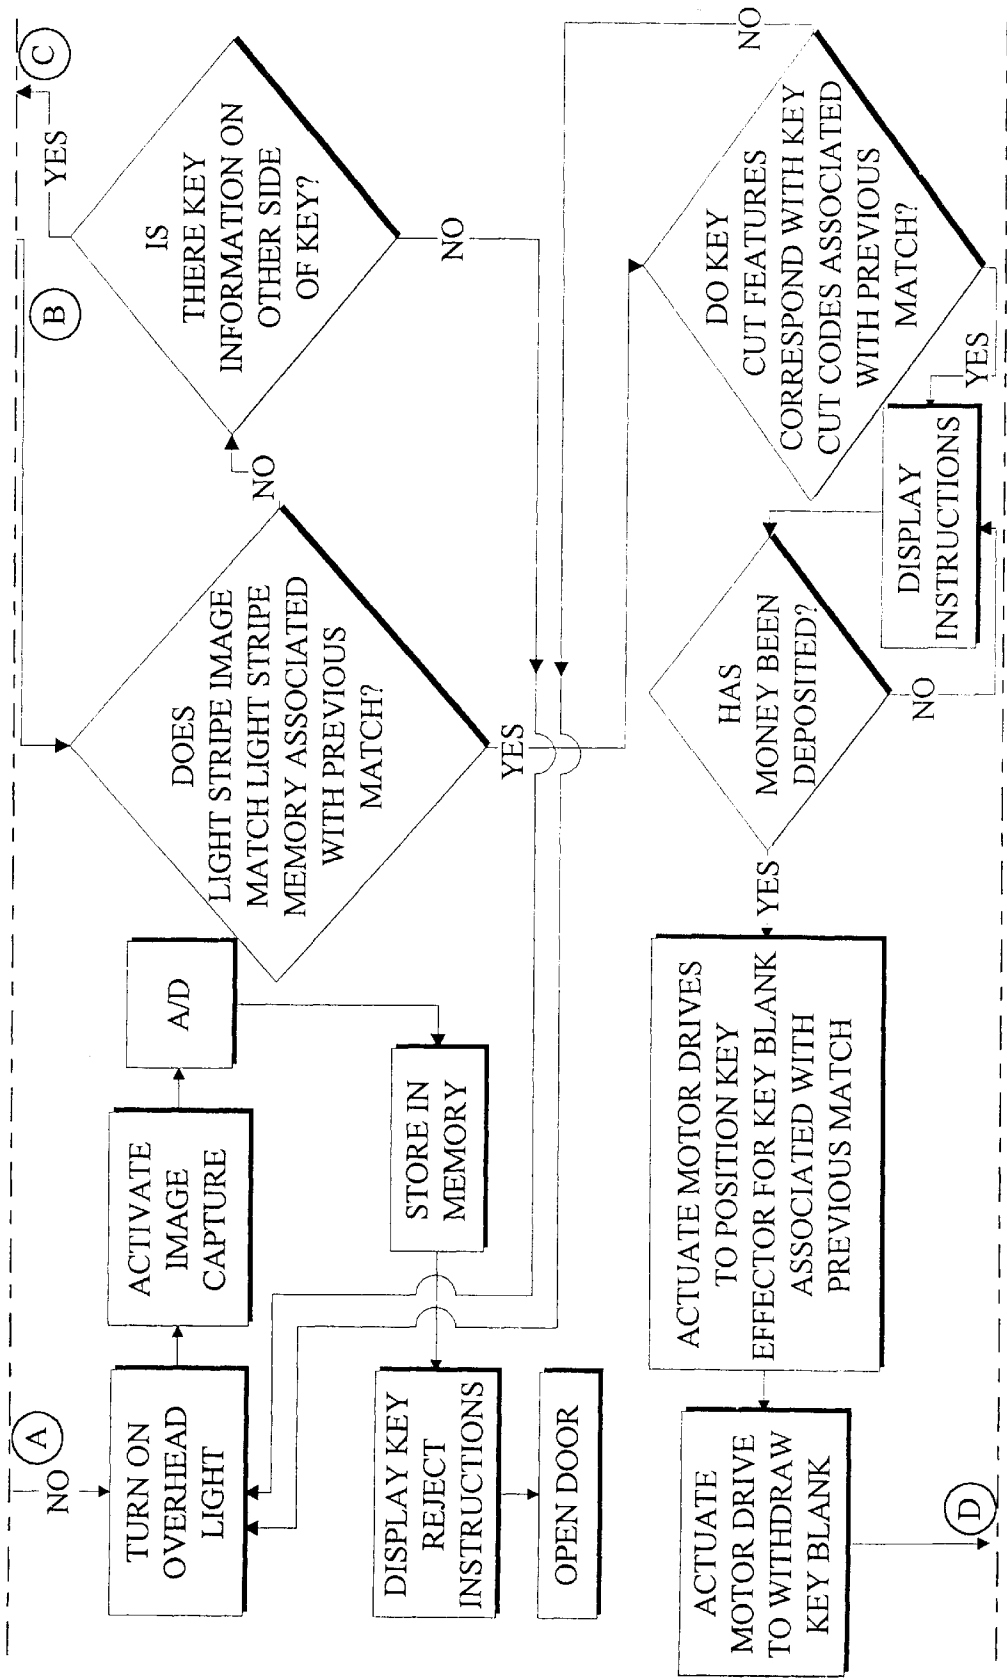 A
NO
TURN ON
OVERHEAD
LIGHT
ACTIVATE
IMAGE
CAPTURE
A/D
STORE IN
MEMORY
DISPLAY KEY
REJECT
INSTRUCTIONS
OPEN DOOR
B
DOES
LIGHT STRIPE IMAGE
MATCH LIGHT STRIPE
MEMORY ASSOCIATED
WITH PREVIOUS
MATCH?
NO
YES
C
YES
IS
THERE KEY
INFORMATION ON
OTHER SIDE
OF KEY?
NO
NO
DO KEY
CUT FEATURES
CORRESPOND WITH KEY
CUT CODES ASSOCIATED
WITH PREVIOUS
MATCH?
YES
DISPLAY
INSTRUCTIONS
HAS
MONEY BEEN
DEPOSITED?
NO
YES
ACTUATE MOTOR DRIVES
TO POSITION KEY
EFFECTOR FOR KEY BLANK
ASSOCIATED WITH
PREVIOUS MATCH
ACTUATE
MOTOR DRIVE
TO WITHDRAW
KEY BLANK
D